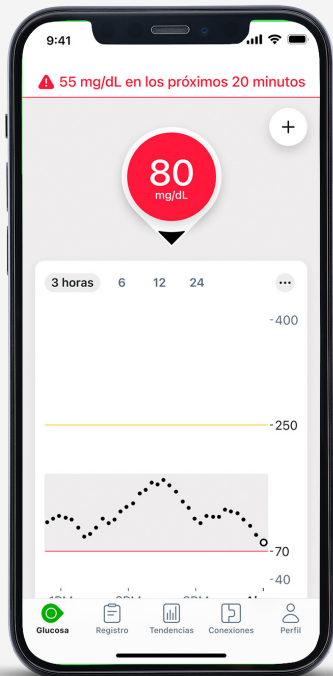 9:41
55 mg/dL en los próximos 20 minutos
+
80
mg/dL
3 horas 6 12 24
-400
-250
-70
-40
Glucosa Registro Tendencias Conexiones Perfil